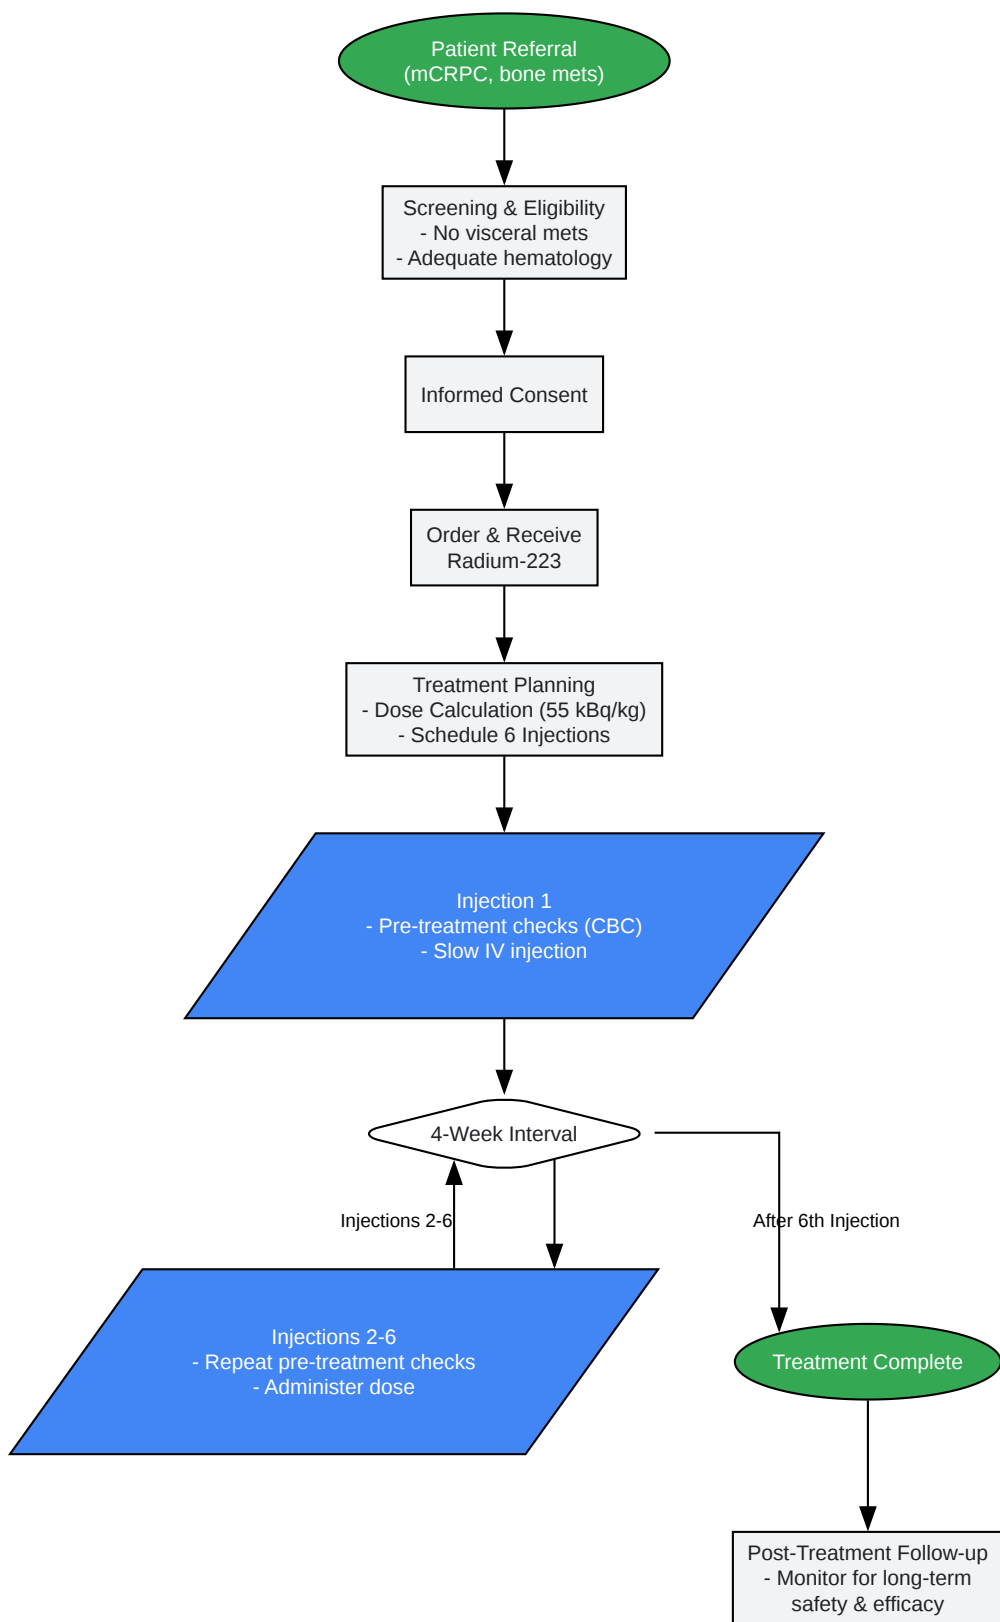 Patient Referral
(mCRPC, bone mets)
Screening & Eligibility
- No visceral mets
- Adequate hematology
Informed Consent
Order & Receive
Radium-223
Treatment Planning
- Dose Calculation (55 kBq/kg)
- Schedule 6 Injections
Injection 1
- Pre-treatment checks (CBC)
- Slow IV injection
4-Week Interval
Injections 2-6
After 6th Injection
Injections 2-6
- Repeat pre-treatment checks
- Administer dose
Treatment Complete
Post-Treatment Follow-up
- Monitor for long-term
safety & efficacy